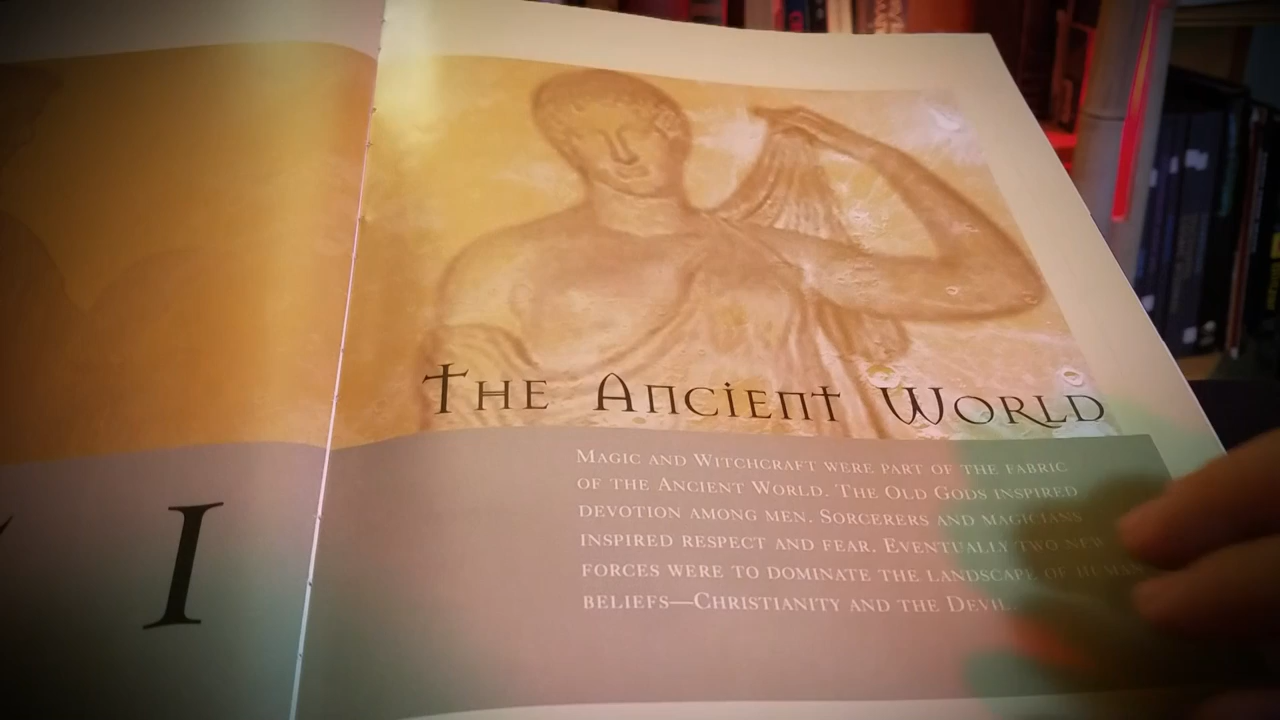 I
The Ancient World
Magic and Witchcraft were part of the fabric
of the Ancient World. The Old Gods inspired
devotion among men. Sorcerers and magicians
inspired respect and fear. Eventually two new
forces were to dominate the landscape of human
beliefs—Christianity and the Devil.